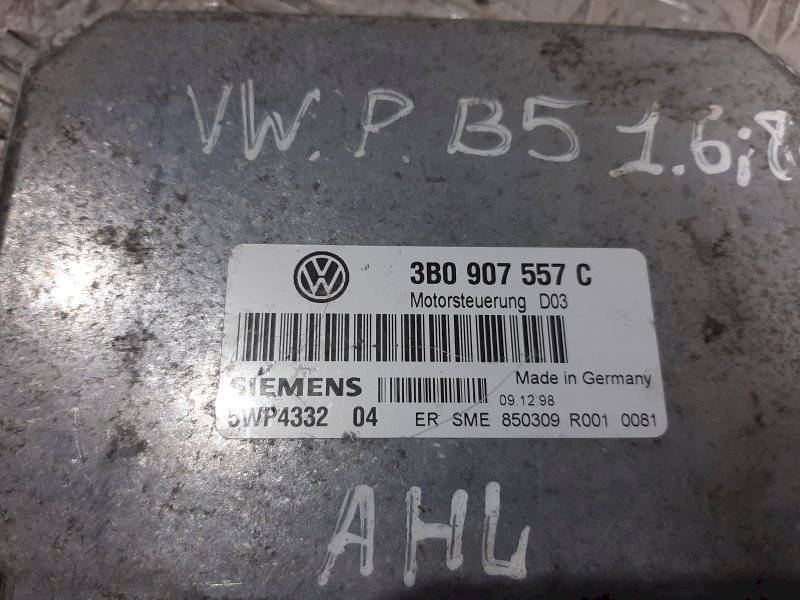 VW. P. B5 1.6i
3B0 907 557 C
Motorsteuerung D03
SIEMENS
Made in Germany
09.12.98
5WP4332 04 ER SME 850309 R001 0081
AHL